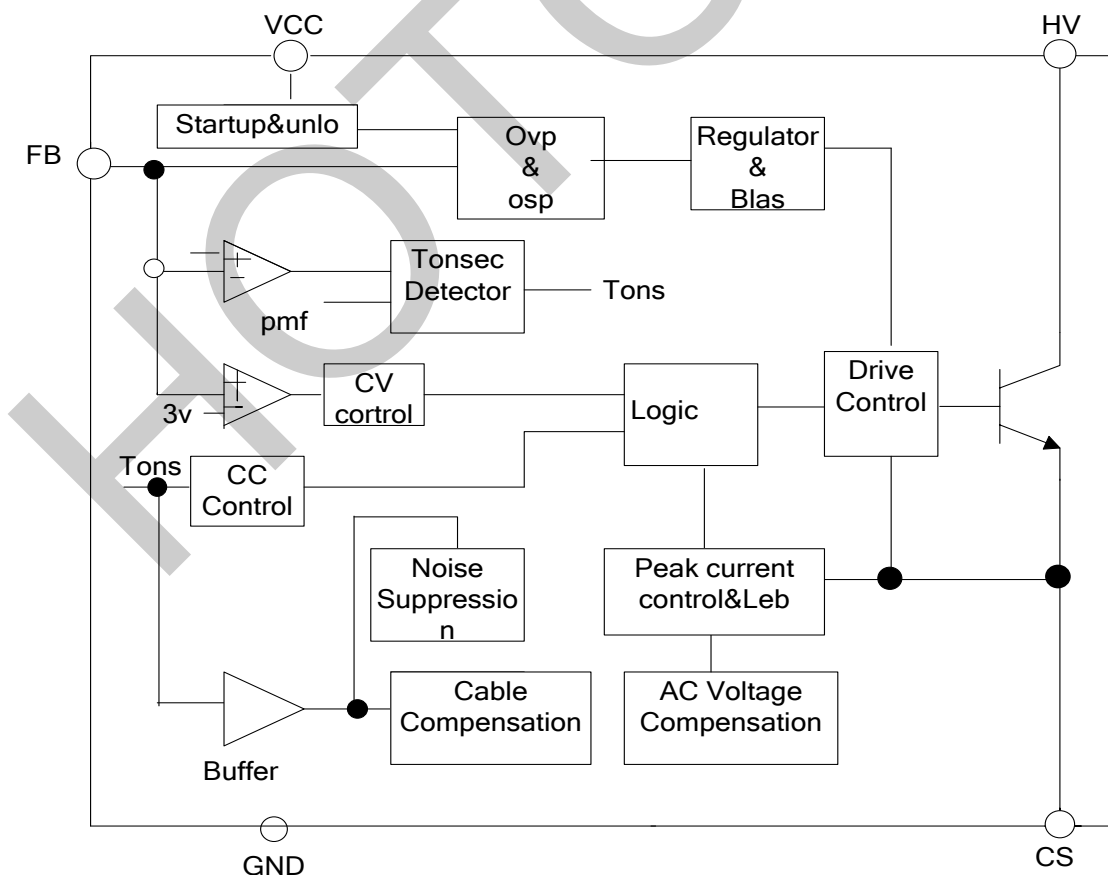 VCC
HV
Startup&unlo
FB
Ovp
&
osp
Regulator
&
Blas
+
-
Tonsec
Detector
Tons
pmf
+
-
3v
CV
cortrol
Logic
Drive
Control
Tons
CC
Control
Noise
Suppressio
n
Peak current
control&Leb
Cable
Compensation
AC Voltage
Compensation
Buffer
GND
CS
HOTC